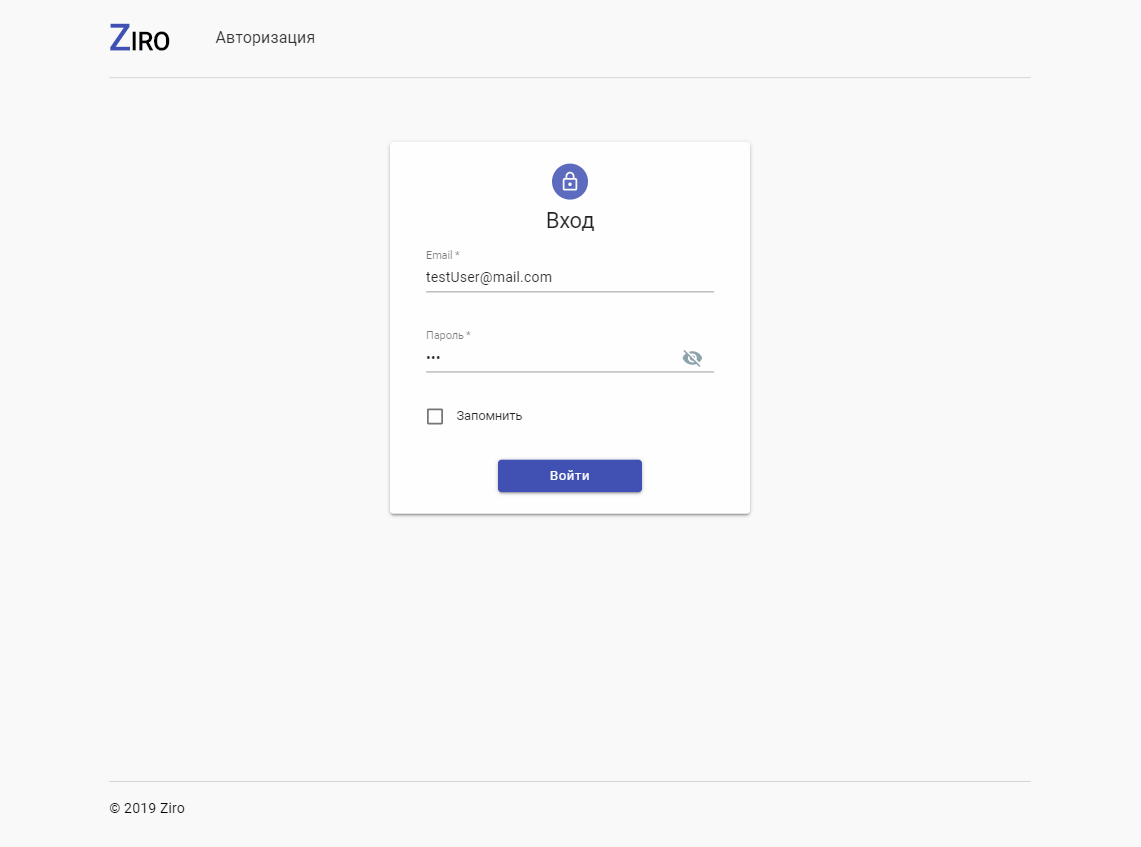 ZIRO
Авторизация
Вход
Email *
testUser@mail.com
Пароль *
•••
Запомнить
Войти
© 2019 Ziro